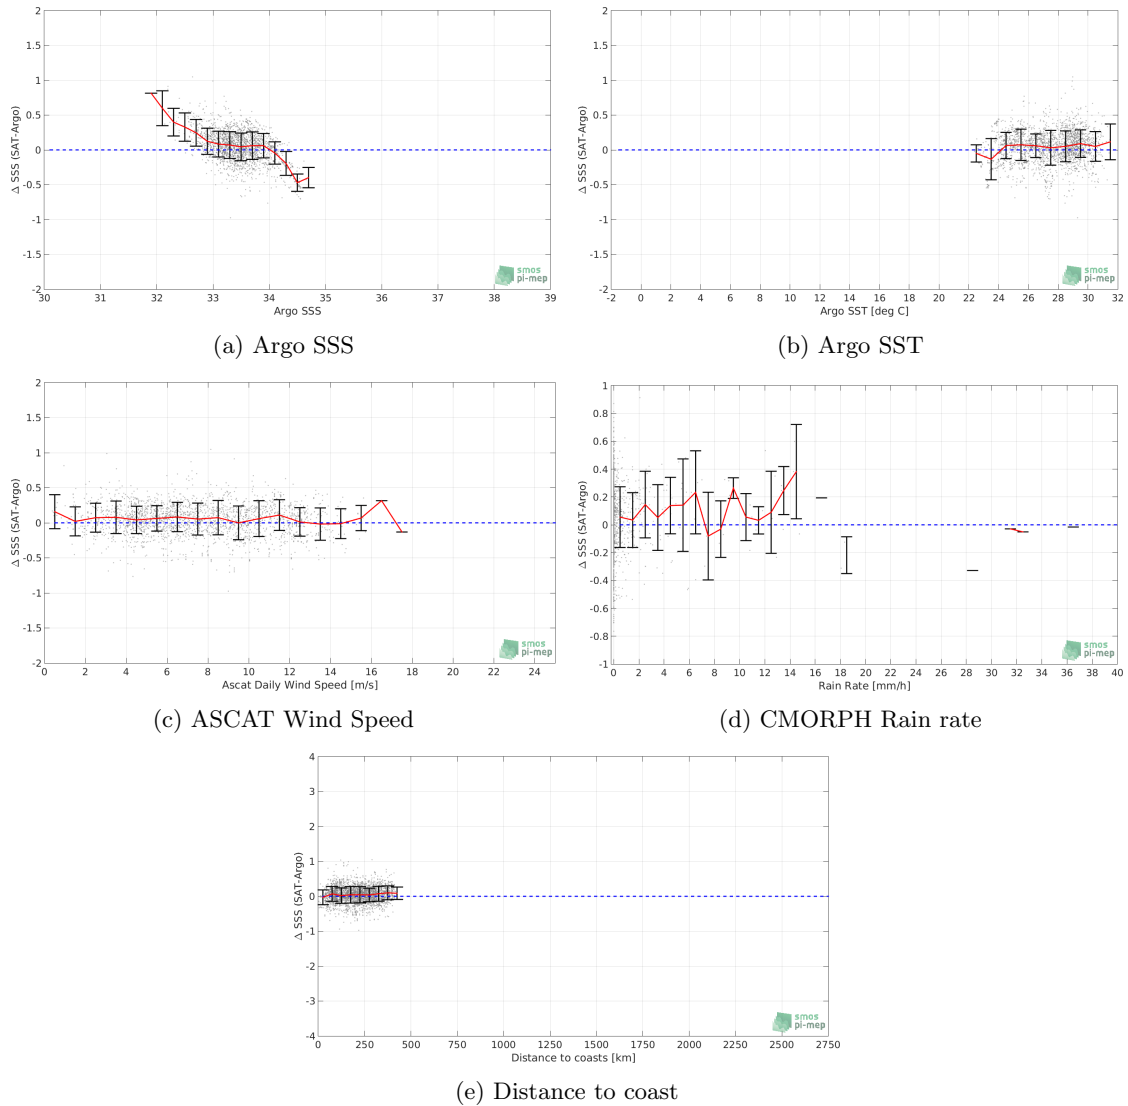 2
1.5
1
0.5
0
-0.5
-1
-1.5
-2
Δ SSS (SAT-Argo)
30 31 32 33 34 35 36 37 38 39
Argo SSS
smos
pi-mep
(a) Argo SSS
2
1.5
1
0.5
0
-0.5
-1
-1.5
-2
Δ SSS (SAT-Argo)
-2 0 2 4 6 8 10 12 14 16 18 20 22 24 26 28 30 32
Argo SST [deg C]
smos
pi-mep
(b) Argo SST
2
1.5
1
0.5
0
-0.5
-1
-1.5
-2
Δ SSS (SAT-Argo)
0 2 4 6 8 10 12 14 16 18 20 22 24
Ascat Daily Wind Speed [m/s]
smos
pi-mep
(c) ASCAT Wind Speed
1
0.8
0.6
0.4
0.2
0
-0.2
-0.4
-0.6
-0.8
-1
Δ SSS (SAT-Argo)
0 2 4 6 8 10 12 14 16 18 20 22 24 26 28 30 32 34 36 38 40
Rain Rate [mm/h]
smos
pi-mep
(d) CMORPH Rain rate
4
3
2
1
0
-1
-2
-3
-4
Δ SSS (SAT-Argo)
0 250 500 750 1000 1250 1500 1750 2000 2250 2500 2750
Distance to coasts [km]
smos
pi-mep
(e) Distance to coast